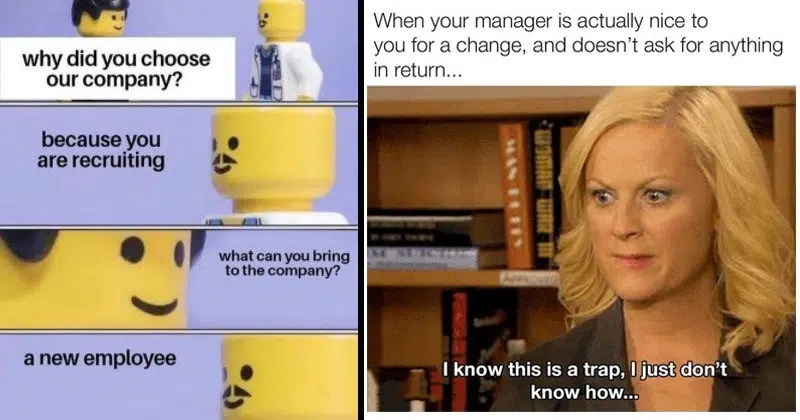 why did you choose
our company?
because you
are recruiting
what can you bring
to the company?
a new employee
When your manager is actually nice to
you for a change, and doesn’t ask for anything
in return...
I know this is a trap, I just don’t
know how...